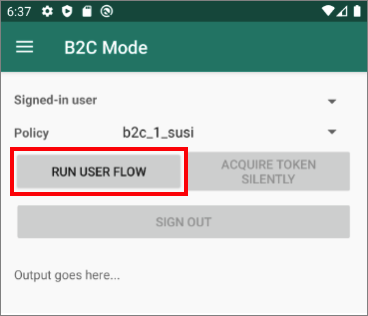 6:37
B2C Mode
Signed-in user
Policy b2c_1_susi
RUN USER FLOW
ACQUIRE TOKEN
SILENTLY
SIGN OUT
Output goes here...